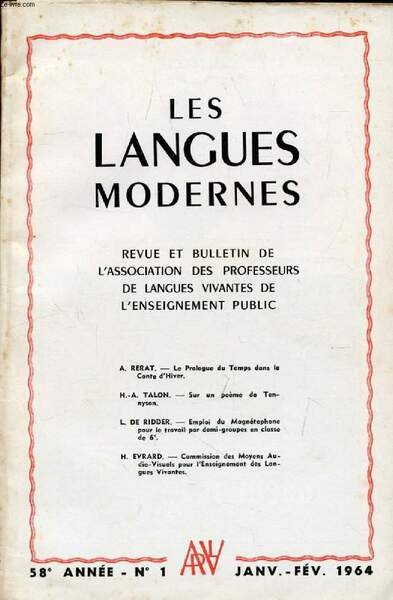 LES
LANGUES
MODERNES
REVUE ET BULLETIN DE
L'ASSOCIATION DES PROFESSEURS
DE LANGUES VIVANTES DE
L'ENSEIGNEMENT PUBLIC
A. RERAT. — Le Prologue du Temps dans le
Conte d'Hiver.
H.-A. TALON. — Sur un poème de Ten-
nyson.
L. DE RIDDER. — Emploi du Magnétophone
pour le travail par demi-groupes en classe
de 6e.
H. EVRARD. — Commission des Moyens Au-
dio-Visuels pour l'Enseignement des Lan-
gues Vivantes.
58e ANNÉE - No 1 APLV JANV.-FÉV. 1964